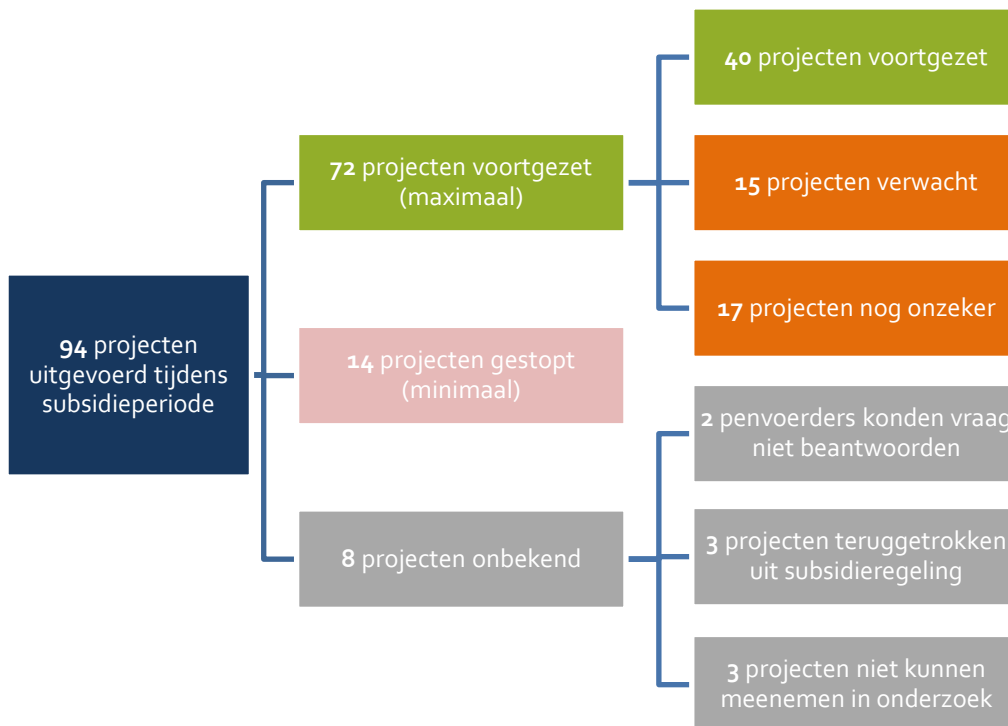 94 projecten
uitgevoerd tijdens
subsidieperiode
72 projecten voortgezet
(maximaal)
14 projecten gestopt
(minimaal)
8 projecten onbekend
40 projecten voortgezet
15 projecten verwacht
17 projecten nog onzeker
2 penvoerders konden vraag
niet beantwoorden
3 projecten teruggetrokken
uit subsidieregeling
3 projecten niet kunnen
meenemen in onderzoek